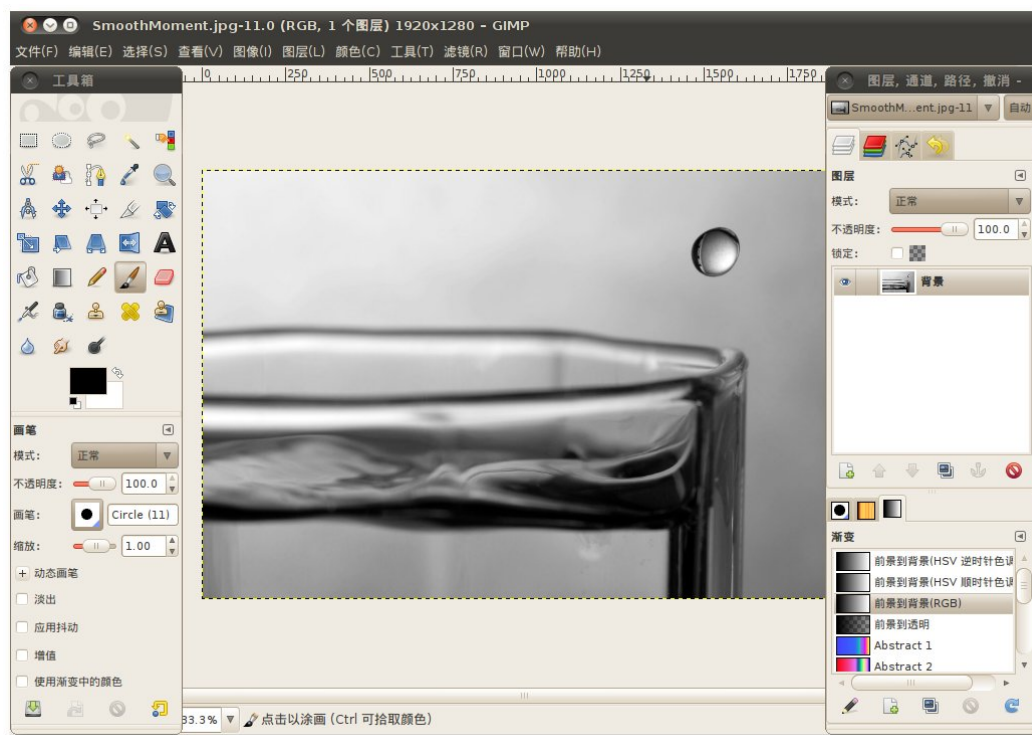 SmoothMoment.jpg-11.0 (RGB, 1 个图层) 1920x1280 – GIMP
文件(F) 编辑(E) 选择(S) 查看(V) 图像(I) 图层(L) 颜色(C) 工具(T) 滤镜(R) 窗口(W) 帮助(H)
工具箱
0 250 500 750 1000 1250 1500 1750
图层, 通道, 路径, 撤消 -
SmoothM...ent.jpg-11 自动
图层
模式: 正常
不透明度: 100.0
锁定:
背景
画笔
模式: 正常
不透明度: 100.0
画笔: Circle (11)
缩放: 1.00
动态画笔
淡出
应用抖动
增值
使用渐变中的颜色
渐变
前景到背景(HSV 逆时针色调
前景到背景(HSV 顺时针色调
前景到背景(RGB)
前景到透明
Abstract 1
Abstract 2
33.3% 点击以涂画 (Ctrl 可拾取颜色)